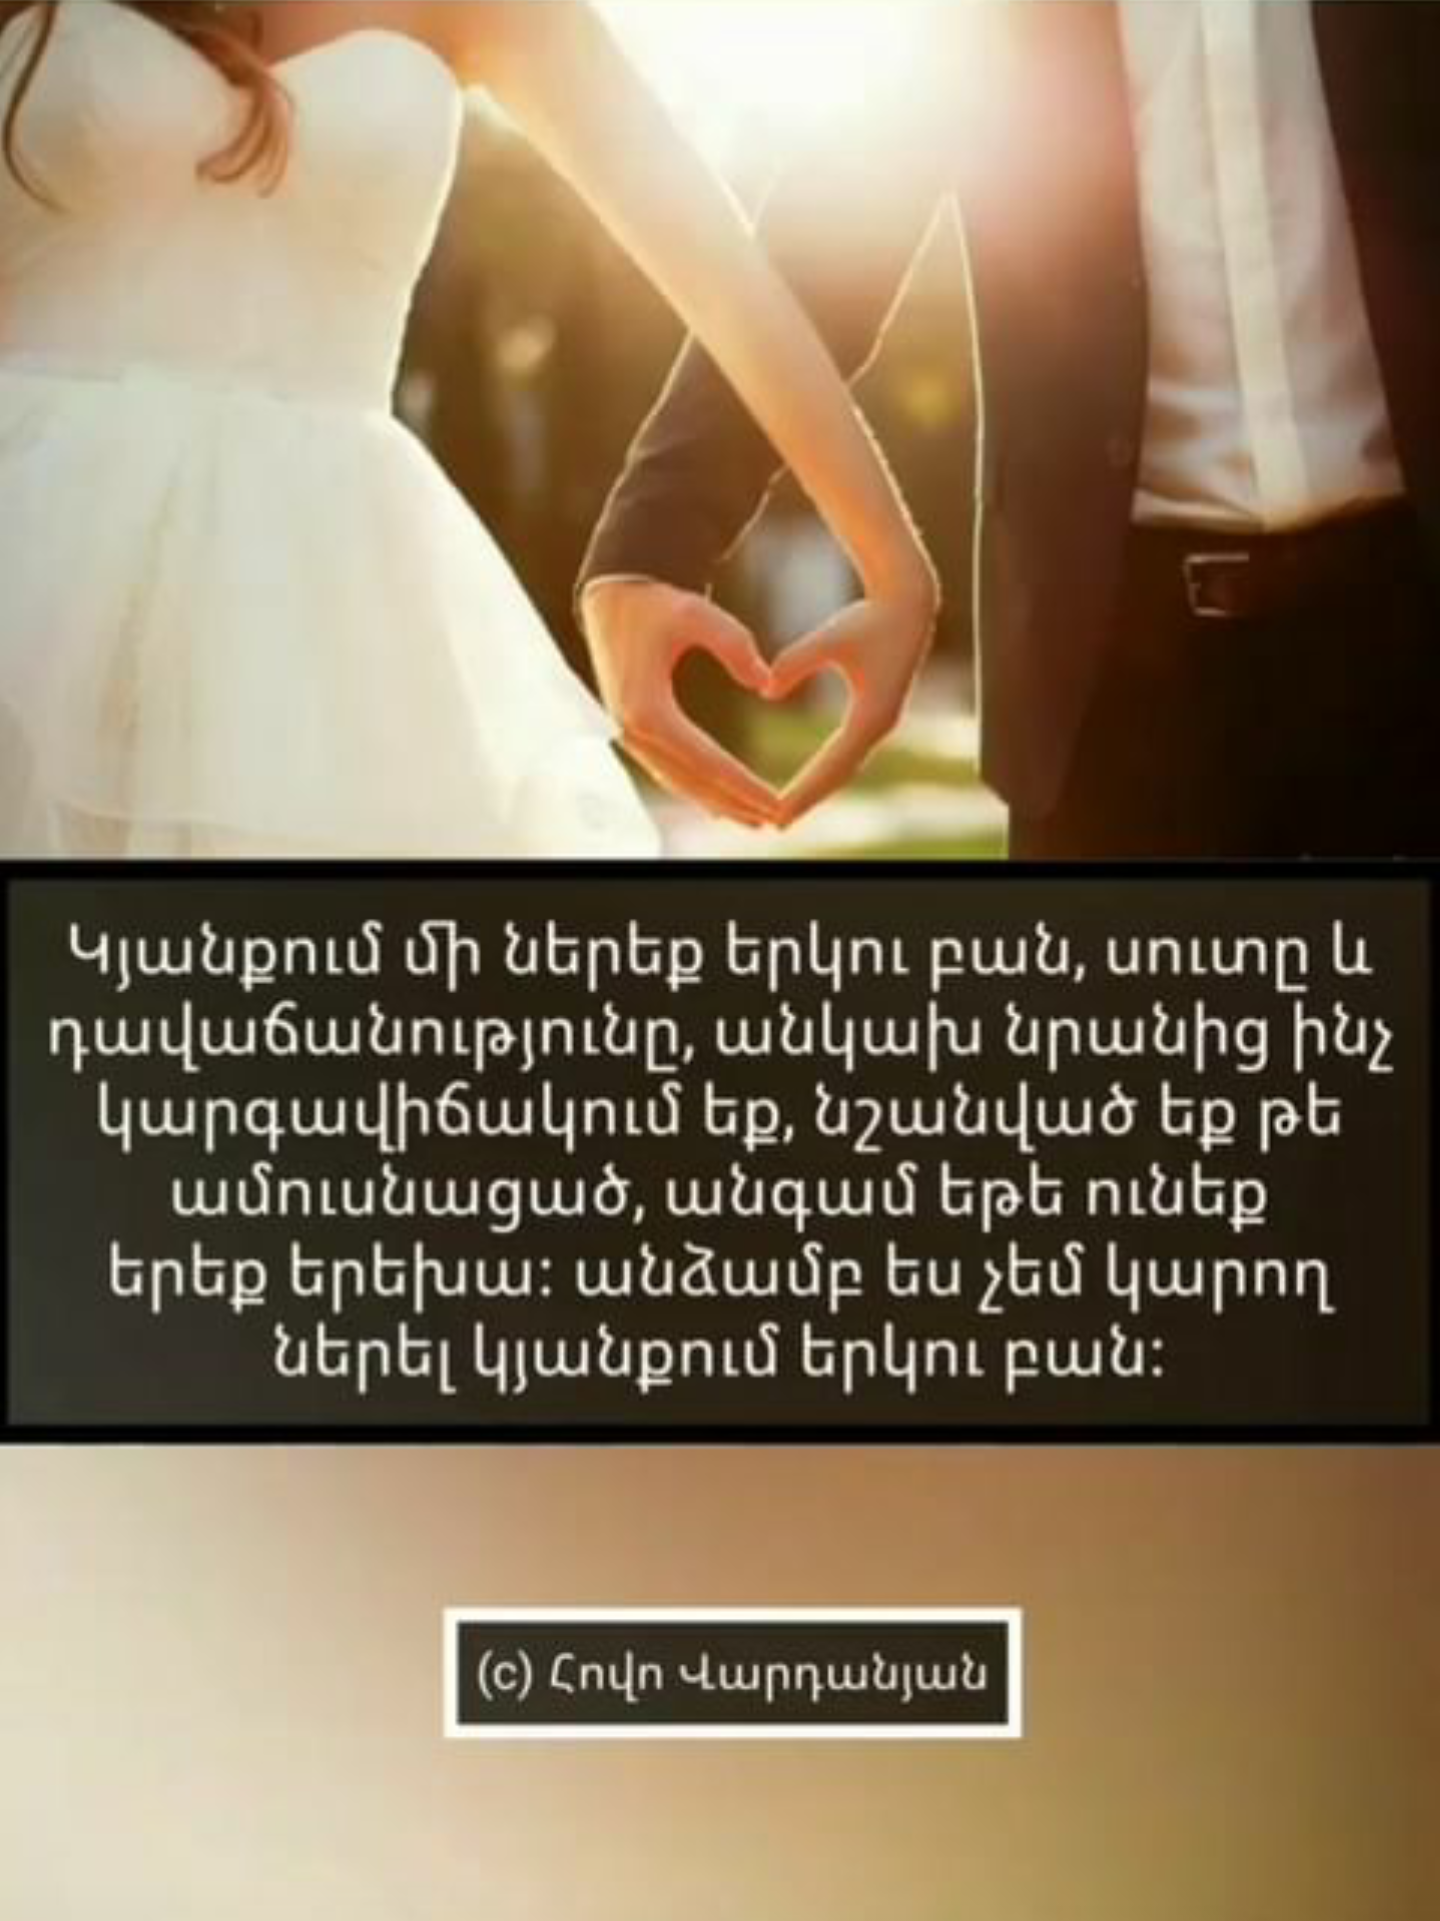 Կյանքում մի ներեք երկու բան, սուտը և
դավաճանությունը, անկախ նրանից ինչ
կարգավիճակում եք, նշանված եք թե
ամուսնացած, անգամ եթե ունեք
երեք երեխա: անձամբ ես չեմ կարող
ներել կյանքում երկու բան:
(c) Հովո Վարդանյան